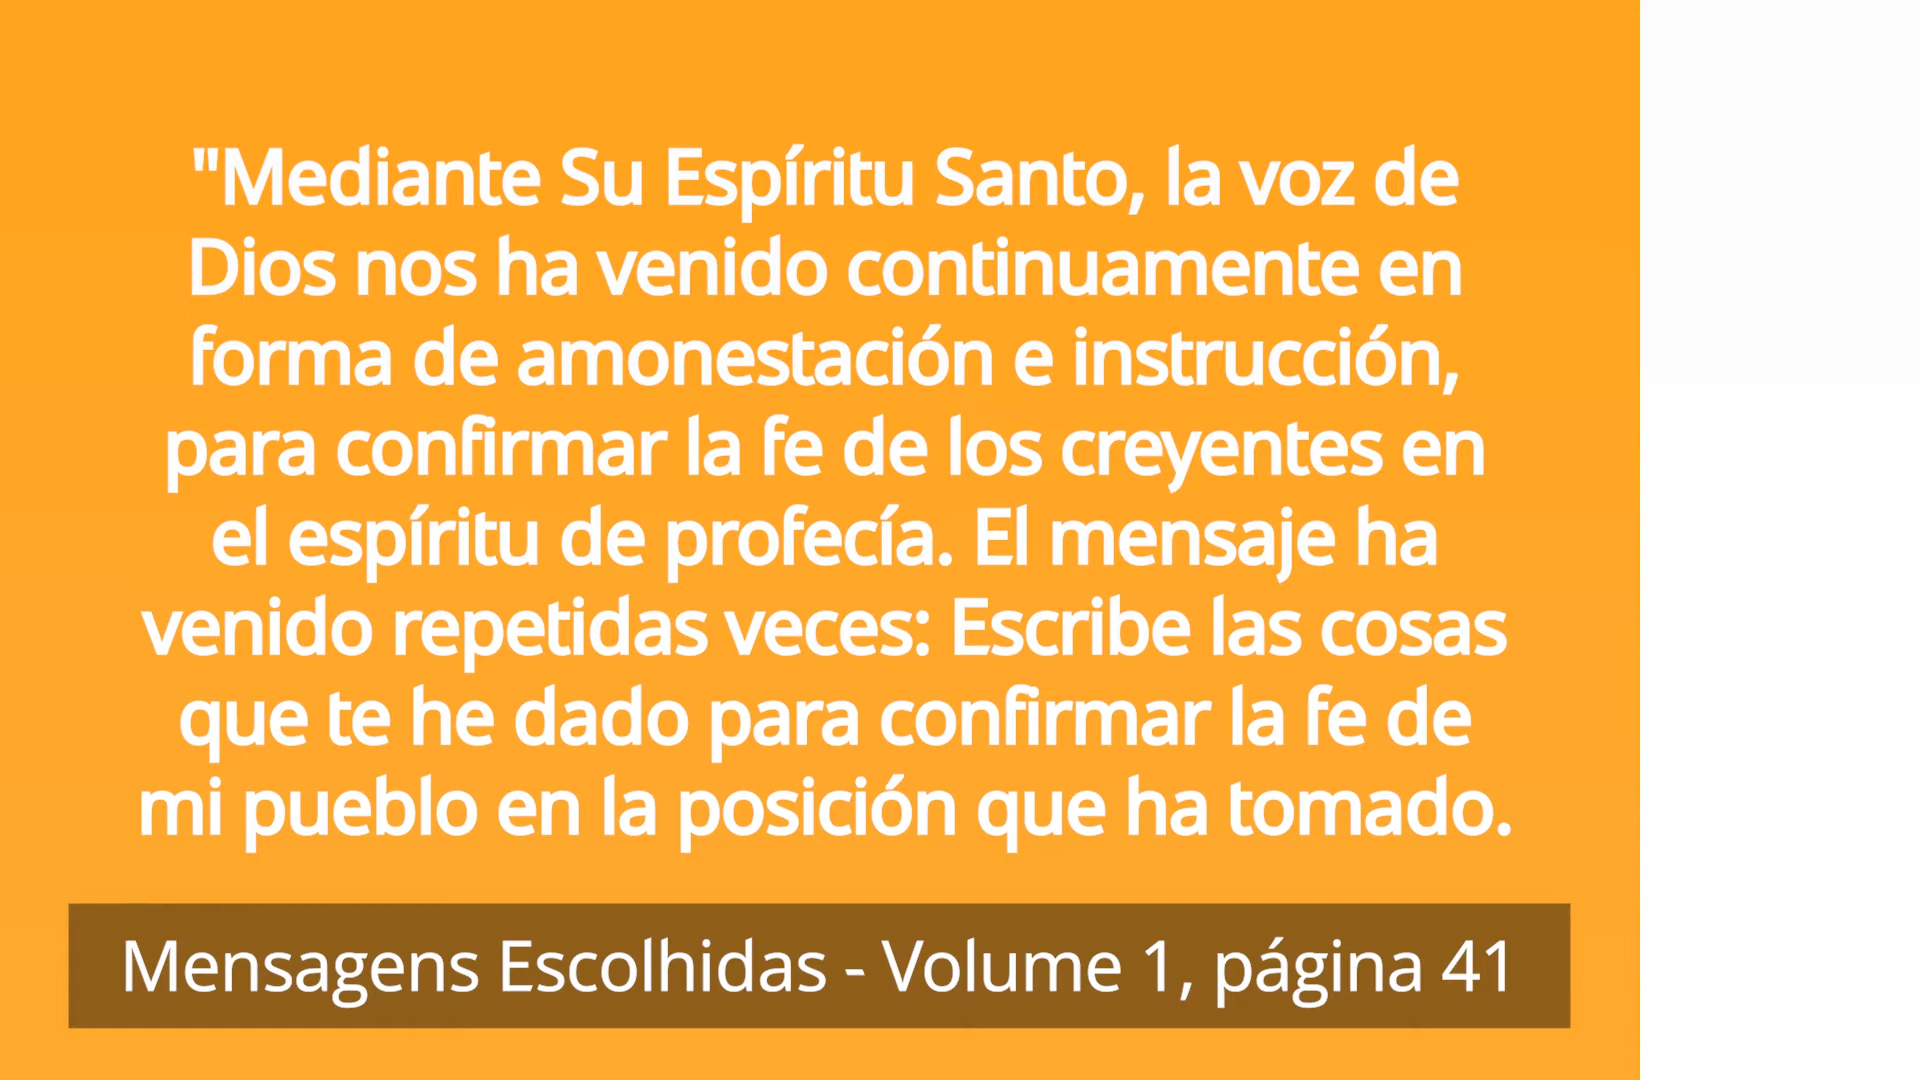 "Mediante Su Espíritu Santo, la voz de
Dios nos ha venido continuamente en
forma de amonestación e instrucción,
para confirmar la fe de los creyentes en
el espíritu de profecía. El mensaje ha
venido repetidas veces: Escribe las cosas
que te he dado para confirmar la fe de
mi pueblo en la posición que ha tomado.
Mensagens Escolhidas - Volume 1, página 41